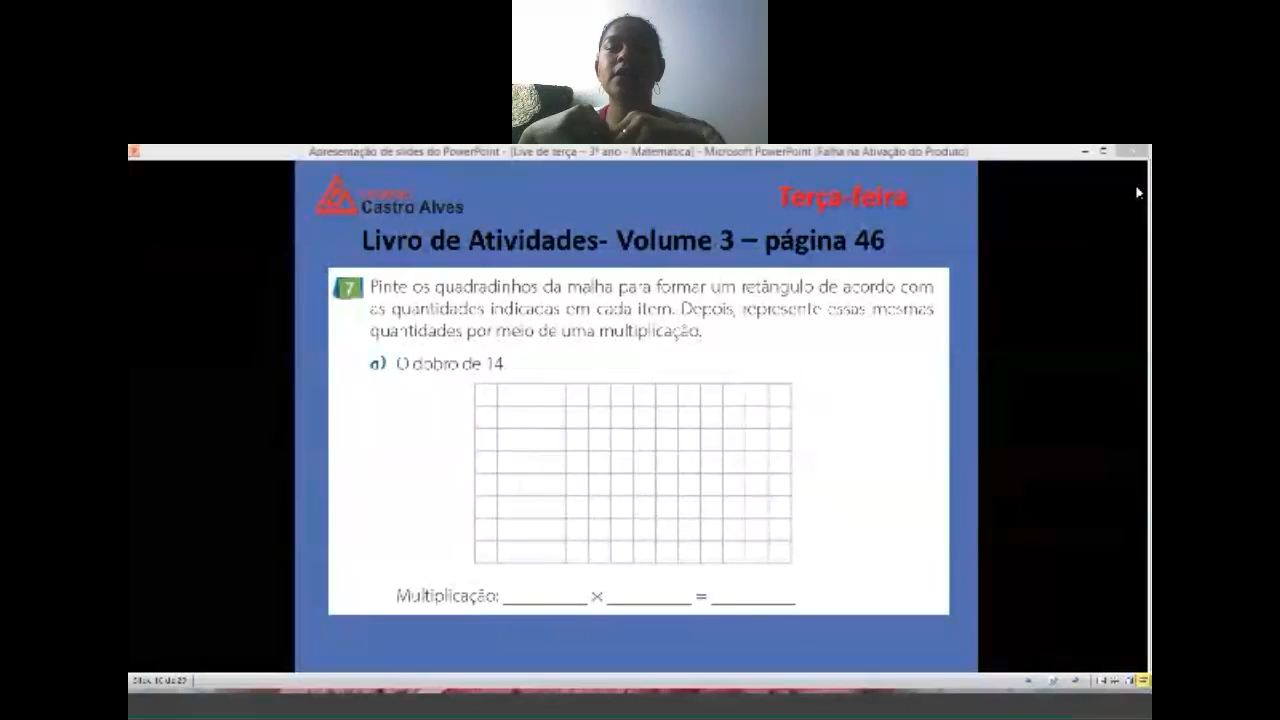 Apresentação de slides do PowerPoint - [Live de terça – 3º ano - Matemática] - Microsoft PowerPoint (Falha na Ativação do Produto)
Castro Alves
Terça-feira
Livro de Atividades- Volume 3 – página 46
7 Pinte os quadradinhos da malha para formar um retângulo de acordo com
as quantidades indicadas em cada item. Depois, represente essas mesmas
quantidades por meio de uma multiplicação.
a) O dobro de 14.
Multiplicação: ________ × ________ = ________